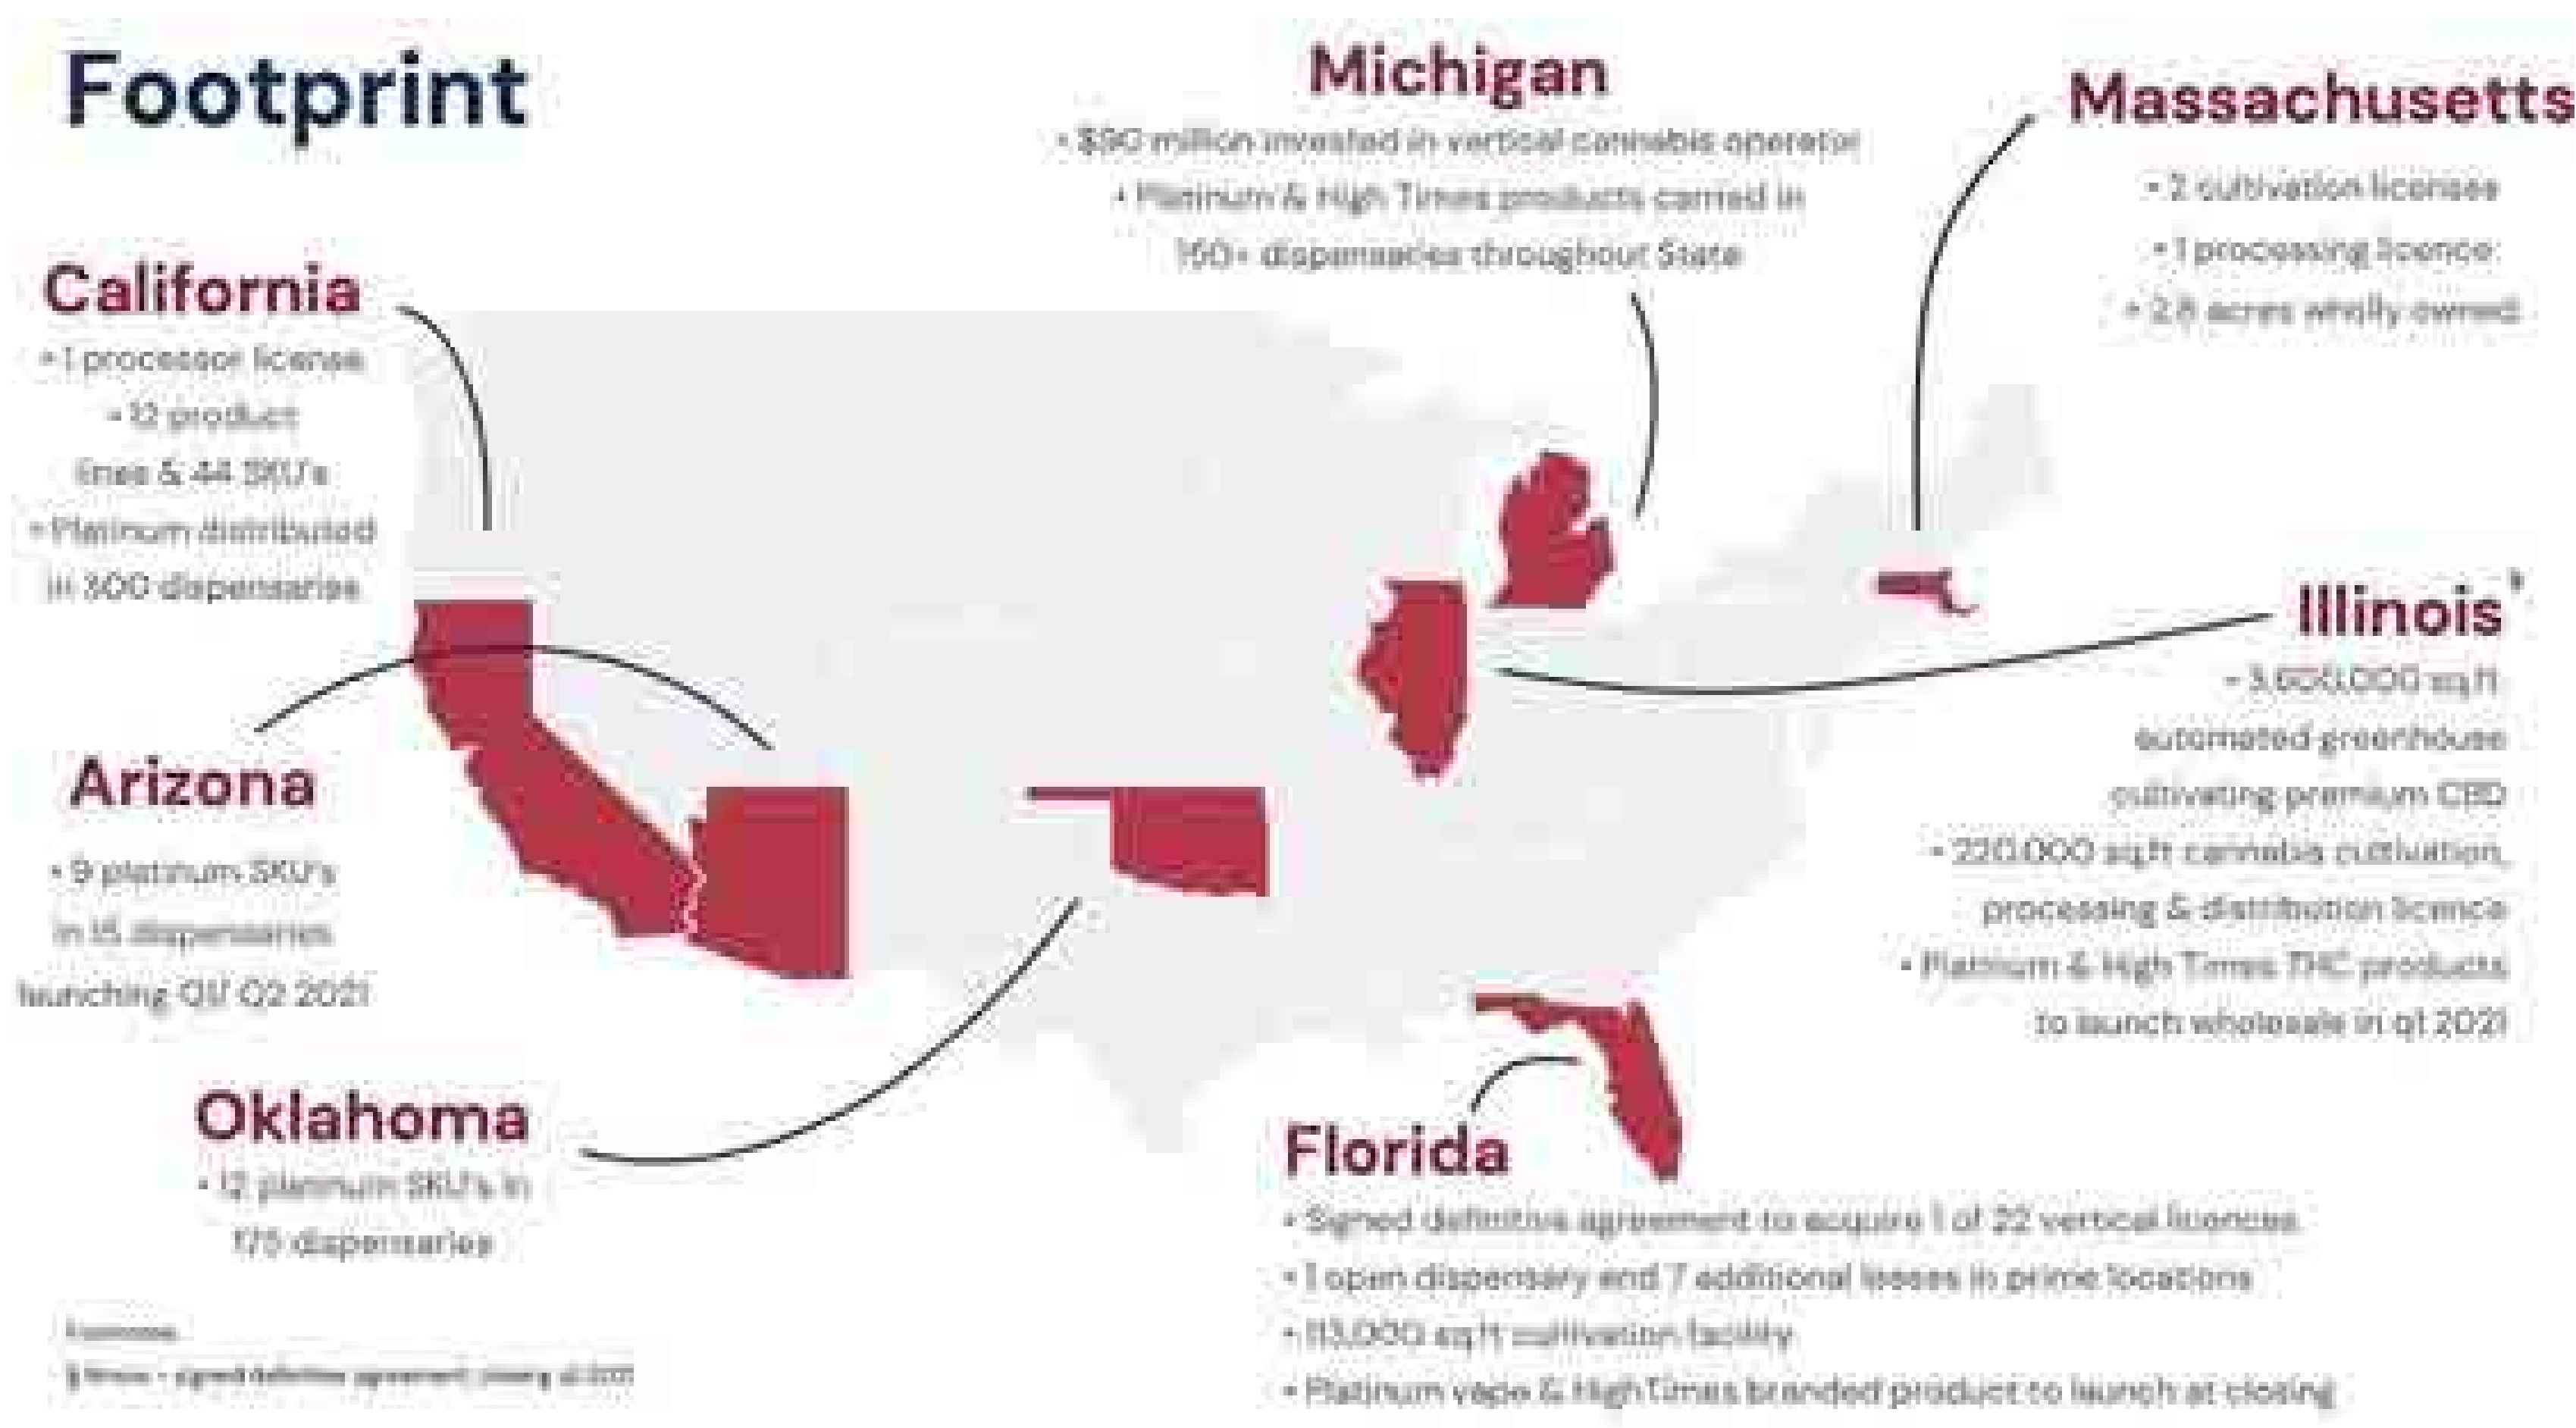 Footprint
Michigan
• $90 million invested in vertical cannabis operator
• Platinum & High Times products carried in
150+ dispensaries throughout State
Massachusetts
• 2 cultivation licenses
• 1 processing licence
• 2.8 acres wholly owned
California
• 1 processor license
• 12 product
lines & 44 SKU's
• Platinum distributed
in 300 dispensaries
Illinois
• 3,600,000 sq.ft
automated greenhouse
cultivating premium CBD
• 220,000 sq.ft cannabis cultivation,
processing & distribution licence
• Platinum & High Times THC products
to launch wholesale in q1 2021
Arizona
• 9 platinum SKU's
in 15 dispensaries
launching Q1/ Q2 2021
Oklahoma
• 12 platinum SKU's in
175 dispensaries
Florida
• Signed definitive agreement to acquire 1 of 22 vertical licences
• 1 open dispensary and 7 additional leases in prime locations
• 113,000 sq.ft cultivation facility
• Platinum vape & HighTimes branded product to launch at closing
Illinois - signed definitive agreement, closing